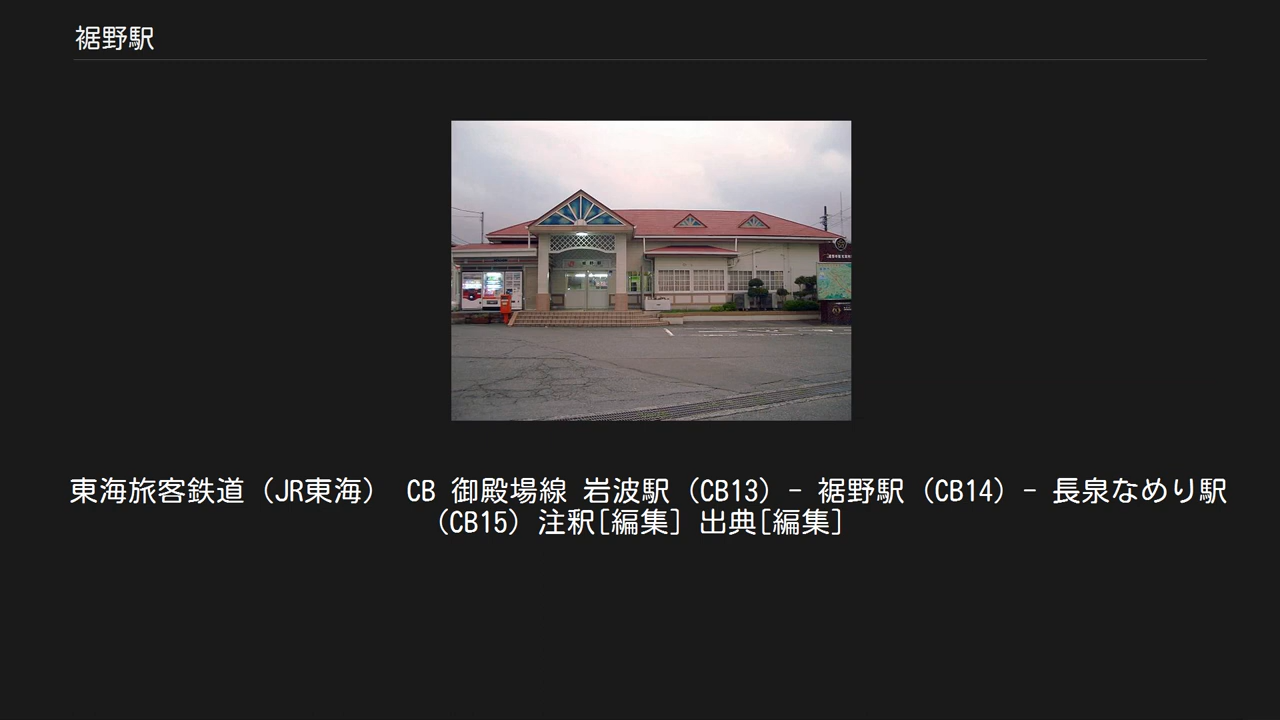 裾野駅
東海旅客鉄道（JR東海） CB 御殿場線 岩波駅（CB13）- 裾野駅（CB14）- 長泉なめり駅
（CB15）注釈[編集] 出典[編集]